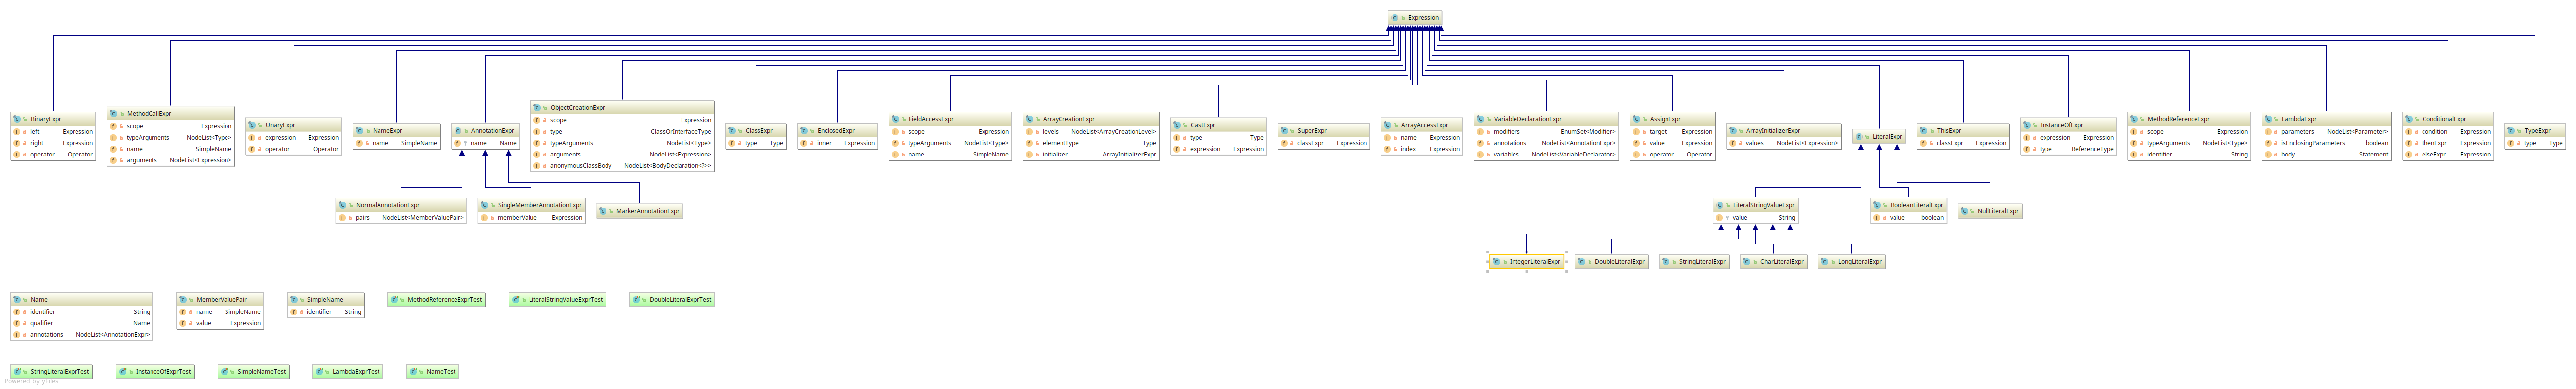 Expression
BinaryExpr
left Expression
right Expression
operator Operator
MethodCallExpr
scope Expression
typeArguments NodeList<Type>
name SimpleName
arguments NodeList<Expression>
UnaryExpr
expression Expression
operator Operator
NameExpr
name SimpleName
AnnotationExpr
name Name
ObjectCreationExpr
scope Expression
type ClassOrInterfaceType
typeArguments NodeList<Type>
arguments NodeList<Expression>
anonymousClassBody NodeList<BodyDeclaration<?>>
ClassExpr
type Type
EnclosedExpr
inner Expression
FieldAccessExpr
scope Expression
typeArguments NodeList<Type>
name SimpleName
ArrayCreationExpr
levels NodeList<ArrayCreationLevel>
elementType Type
initializer ArrayInitializerExpr
CastExpr
type Type
expression Expression
SuperExpr
classExpr Expression
ArrayAccessExpr
name Expression
index Expression
VariableDeclarationExpr
modifiers EnumSet<Modifier>
annotations NodeList<AnnotationExpr>
variables NodeList<VariableDeclarator>
AssignExpr
target Expression
value Expression
operator Operator
ArrayInitializerExpr
values NodeList<Expression>
LiteralExpr
ThisExpr
classExpr Expression
InstanceOfExpr
expression Expression
type ReferenceType
MethodReferenceExpr
scope Expression
typeArguments NodeList<Type>
identifier String
LambdaExpr
parameters NodeList<Parameter>
isEnclosingParameters boolean
body Statement
ConditionalExpr
condition Expression
thenExpr Expression
elseExpr Expression
TypeExpr
type Type
NormalAnnotationExpr
pairs NodeList<MemberValuePair>
SingleMemberAnnotationExpr
memberValue Expression
MarkerAnnotationExpr
LiteralStringValueExpr
value String
BooleanLiteralExpr
value boolean
NullLiteralExpr
IntegerLiteralExpr
DoubleLiteralExpr
StringLiteralExpr
CharLiteralExpr
LongLiteralExpr
Name
identifier String
qualifier Name
annotations NodeList<AnnotationExpr>
MemberValuePair
name SimpleName
value Expression
SimpleName
identifier String
MethodReferenceExprTest
LiteralStringValueExprTest
DoubleLiteralExprTest
StringLiteralExprTest
InstanceOfExprTest
SimpleNameTest
LambdaExprTest
NameTest
Powered by yFiles